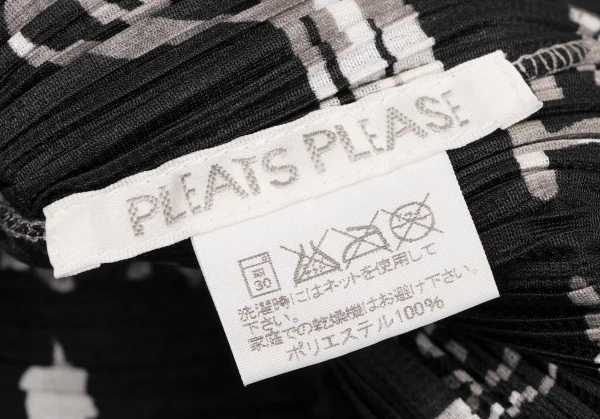 PLEATS PLEASE
弱
30
洗濯時にはネットを使用して
下さい。
家庭での乾燥機はお避け下さい。
ポリエステル100%